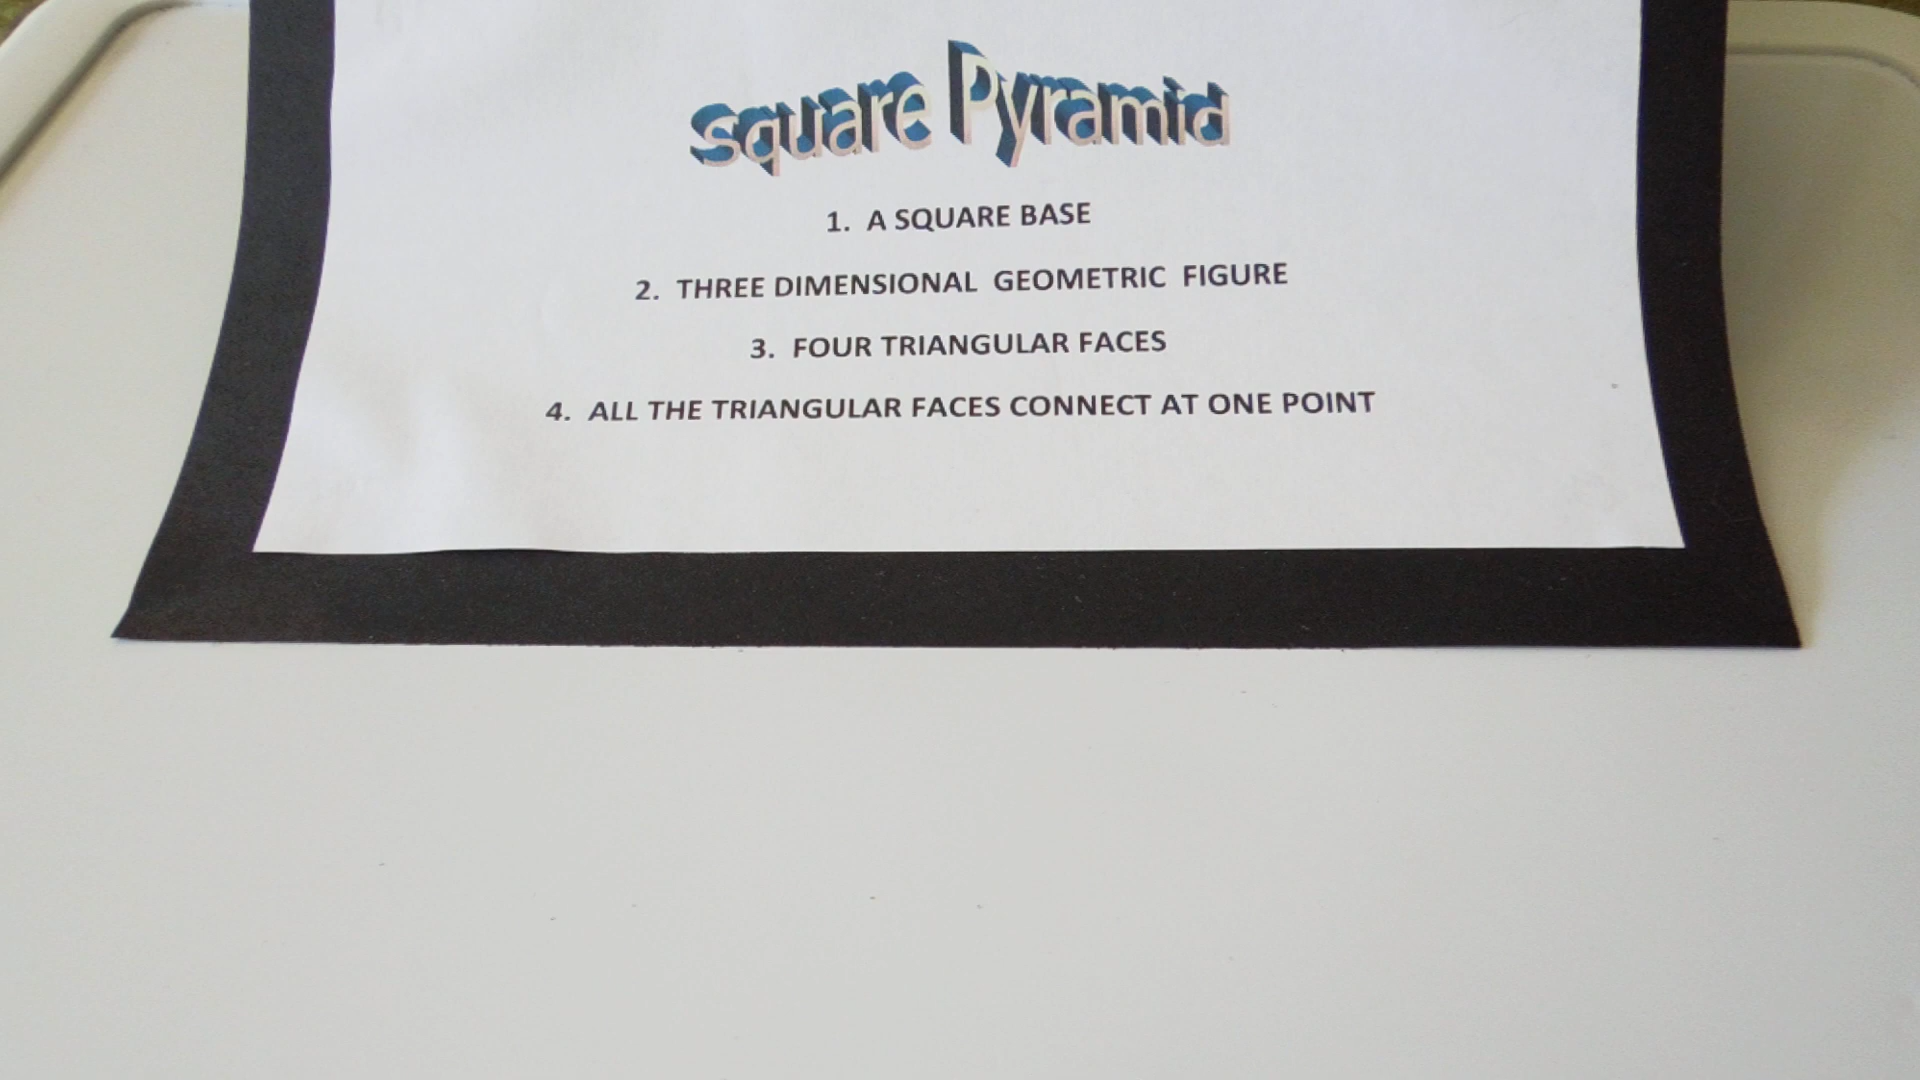 Square Pyramid
1. A SQUARE BASE
2. THREE DIMENSIONAL GEOMETRIC FIGURE
3. FOUR TRIANGULAR FACES
4. ALL THE TRIANGULAR FACES CONNECT AT ONE POINT